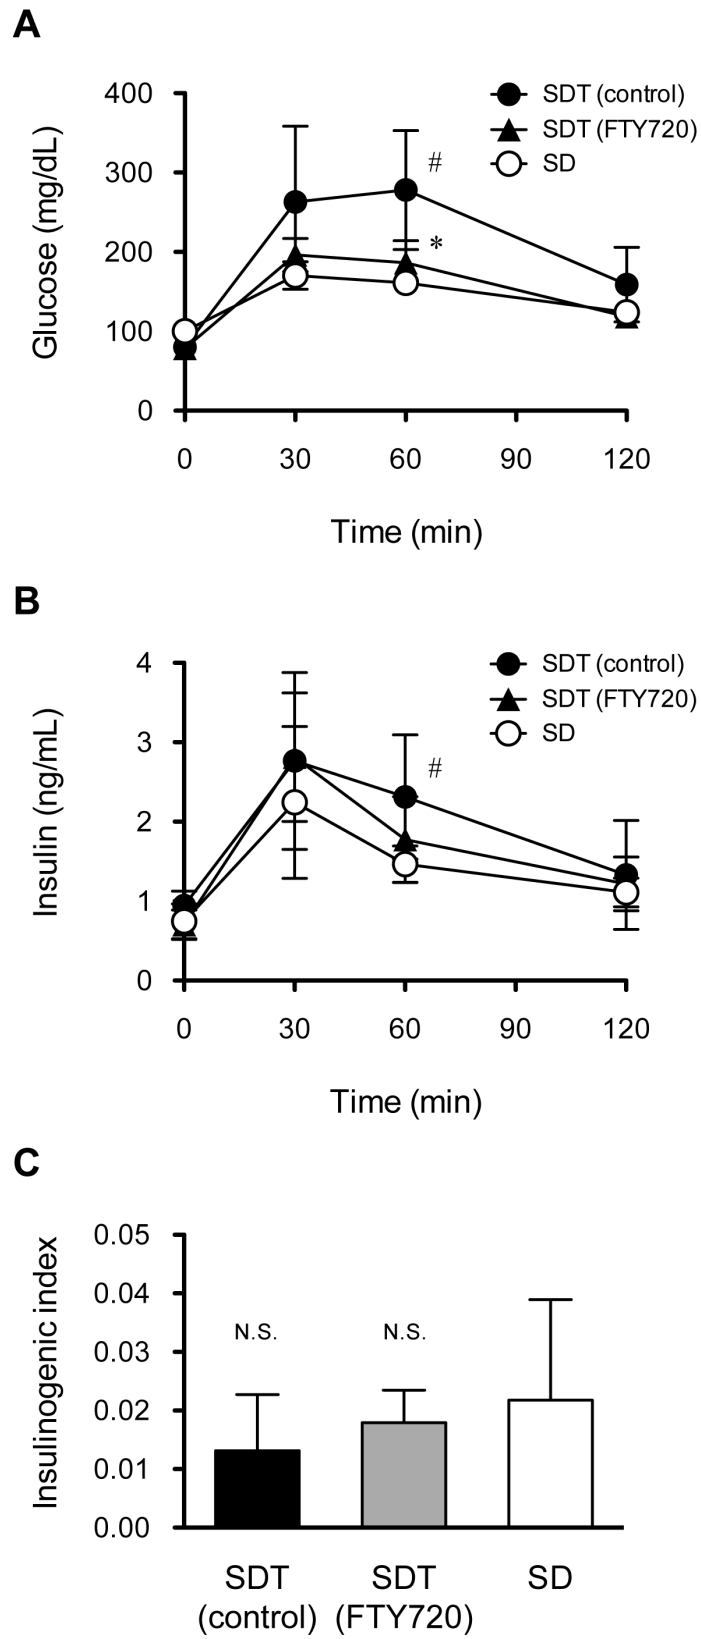 A
400
300
200
100
0
Glucose (mg/dL)
SDT (control)
SDT (FTY720)
SD
#
*
0 30 60 90 120
Time (min)
B
4
3
2
1
0
Insulin (ng/mL)
SDT (control)
SDT (FTY720)
SD
#
0 30 60 90 120
Time (min)
C
0.05
0.04
0.03
0.02
0.01
0.00
Insulinogenic index
N.S. N.S.
SDT SDT SD
(control) (FTY720)